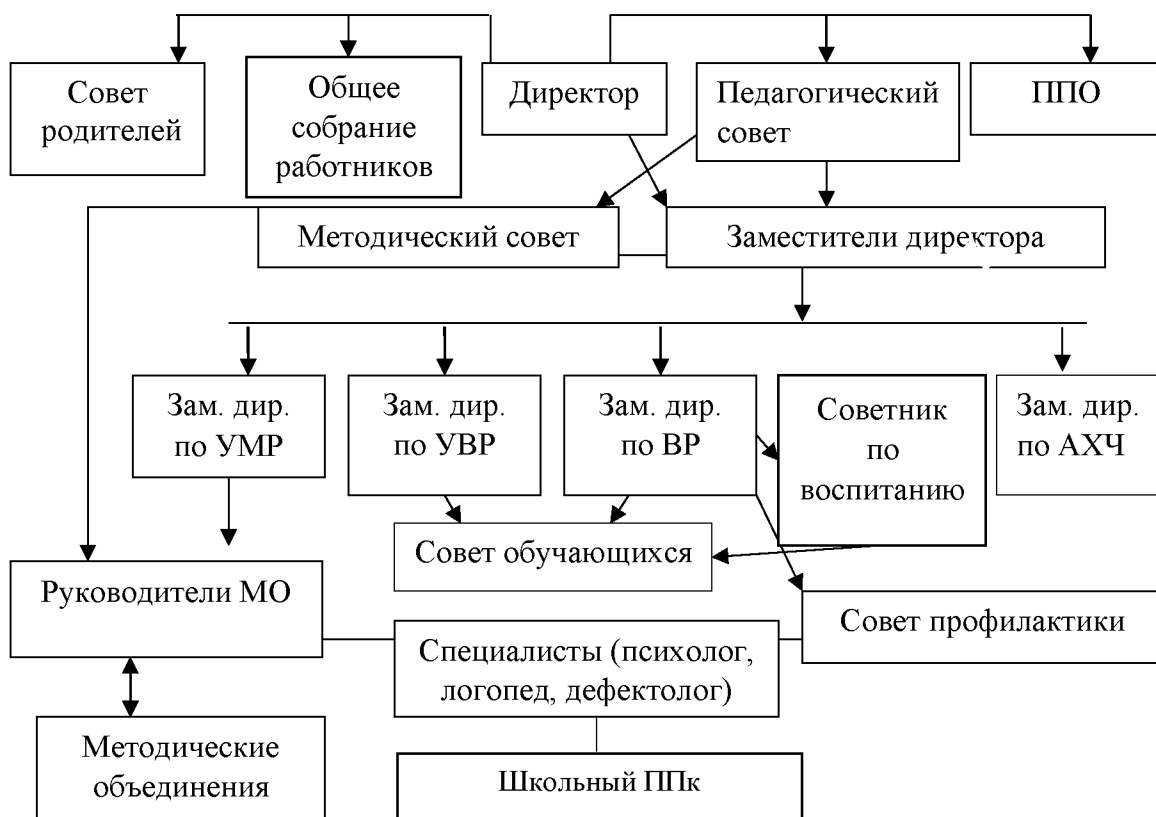 Совет
родителей
Общее
собрание
работников
Директор
Педагогический
совет
ППО
Методический совет
Заместители директора
Зам. дир.
по УМР
Зам. дир.
по УВР
Зам. дир.
по ВР
Советник
по
воспитанию
Зам. дир.
по АХЧ
Совет обучающихся
Руководители МО
Совет профилактики
Специалисты (психолог,
логопед, дефектолог)
Методические
объединения
Школьный ППк